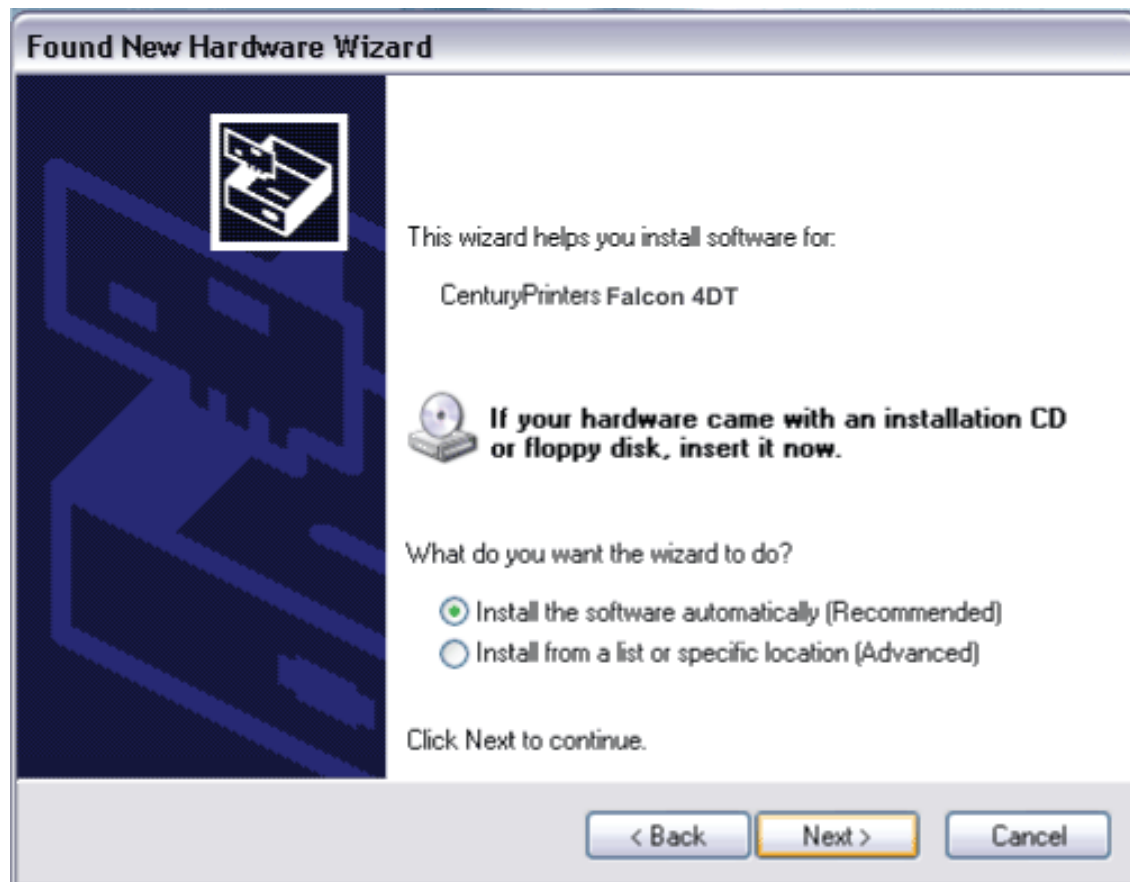 Found New Hardware Wizard
This wizard helps you install software for:
CenturyPrinters Falcon 4DT
If your hardware came with an installation CD
or floppy disk, insert it now.
What do you want the wizard to do?
Install the software automatically (Recommended)
Install from a list or specific location (Advanced)
Click Next to continue.
< Back Next > Cancel